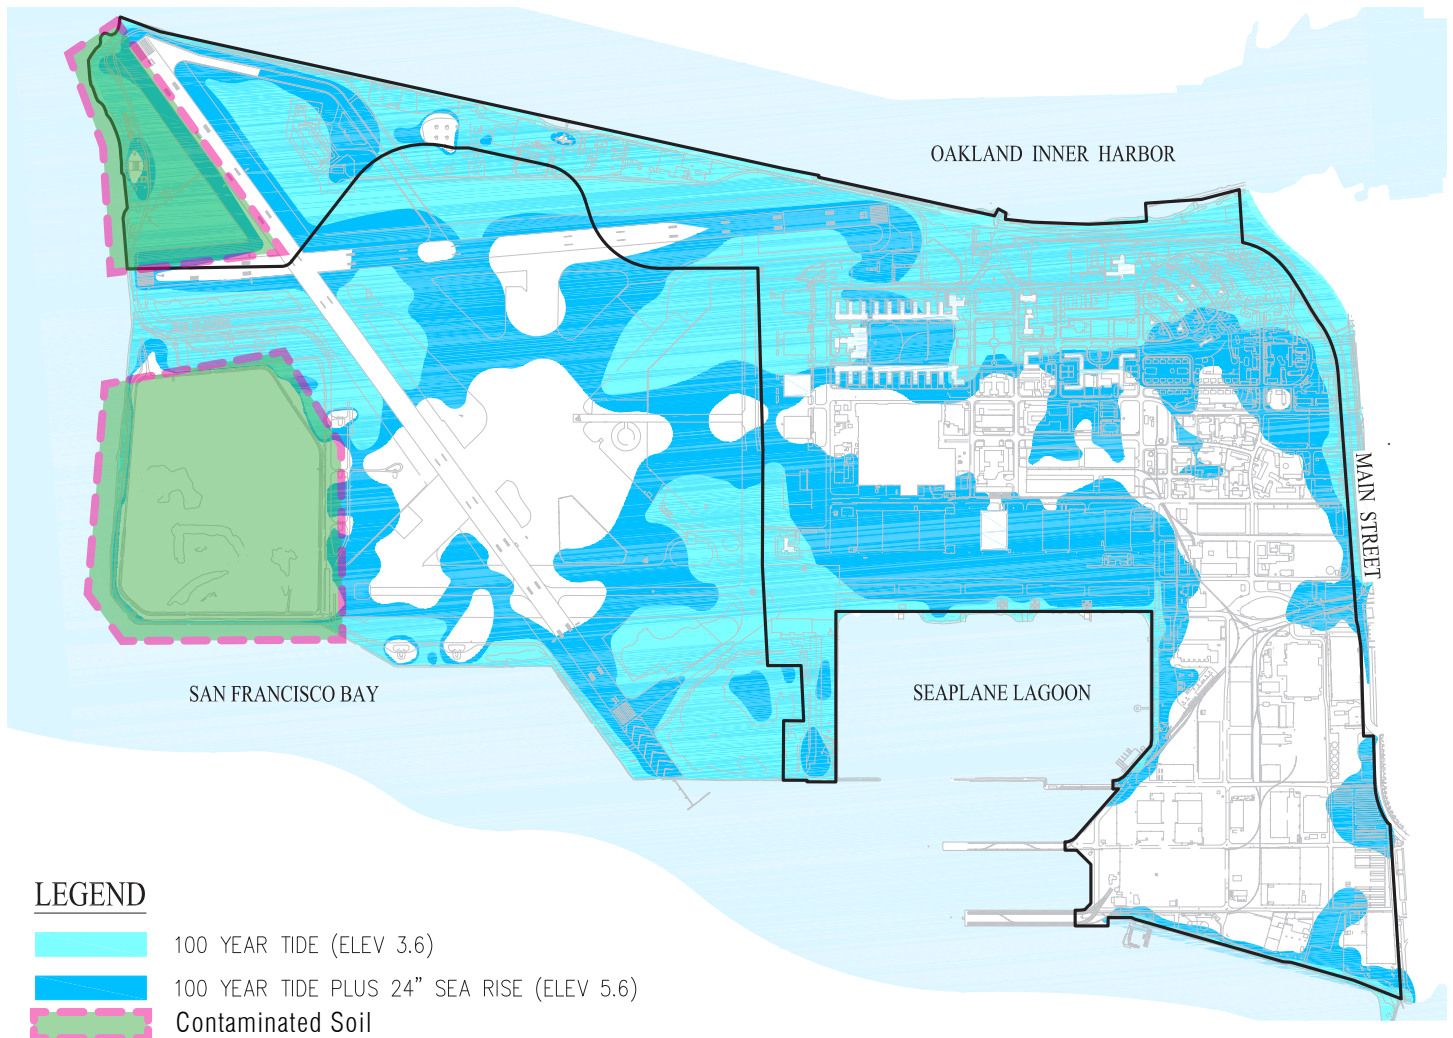 OAKLAND INNER HARBOR
MAIN STREET
SAN FRANCISCO BAY
SEAPLANE LAGOON
LEGEND
100 YEAR TIDE (ELEV 3.6)
100 YEAR TIDE PLUS 24” SEA RISE (ELEV 5.6)
Contaminated Soil